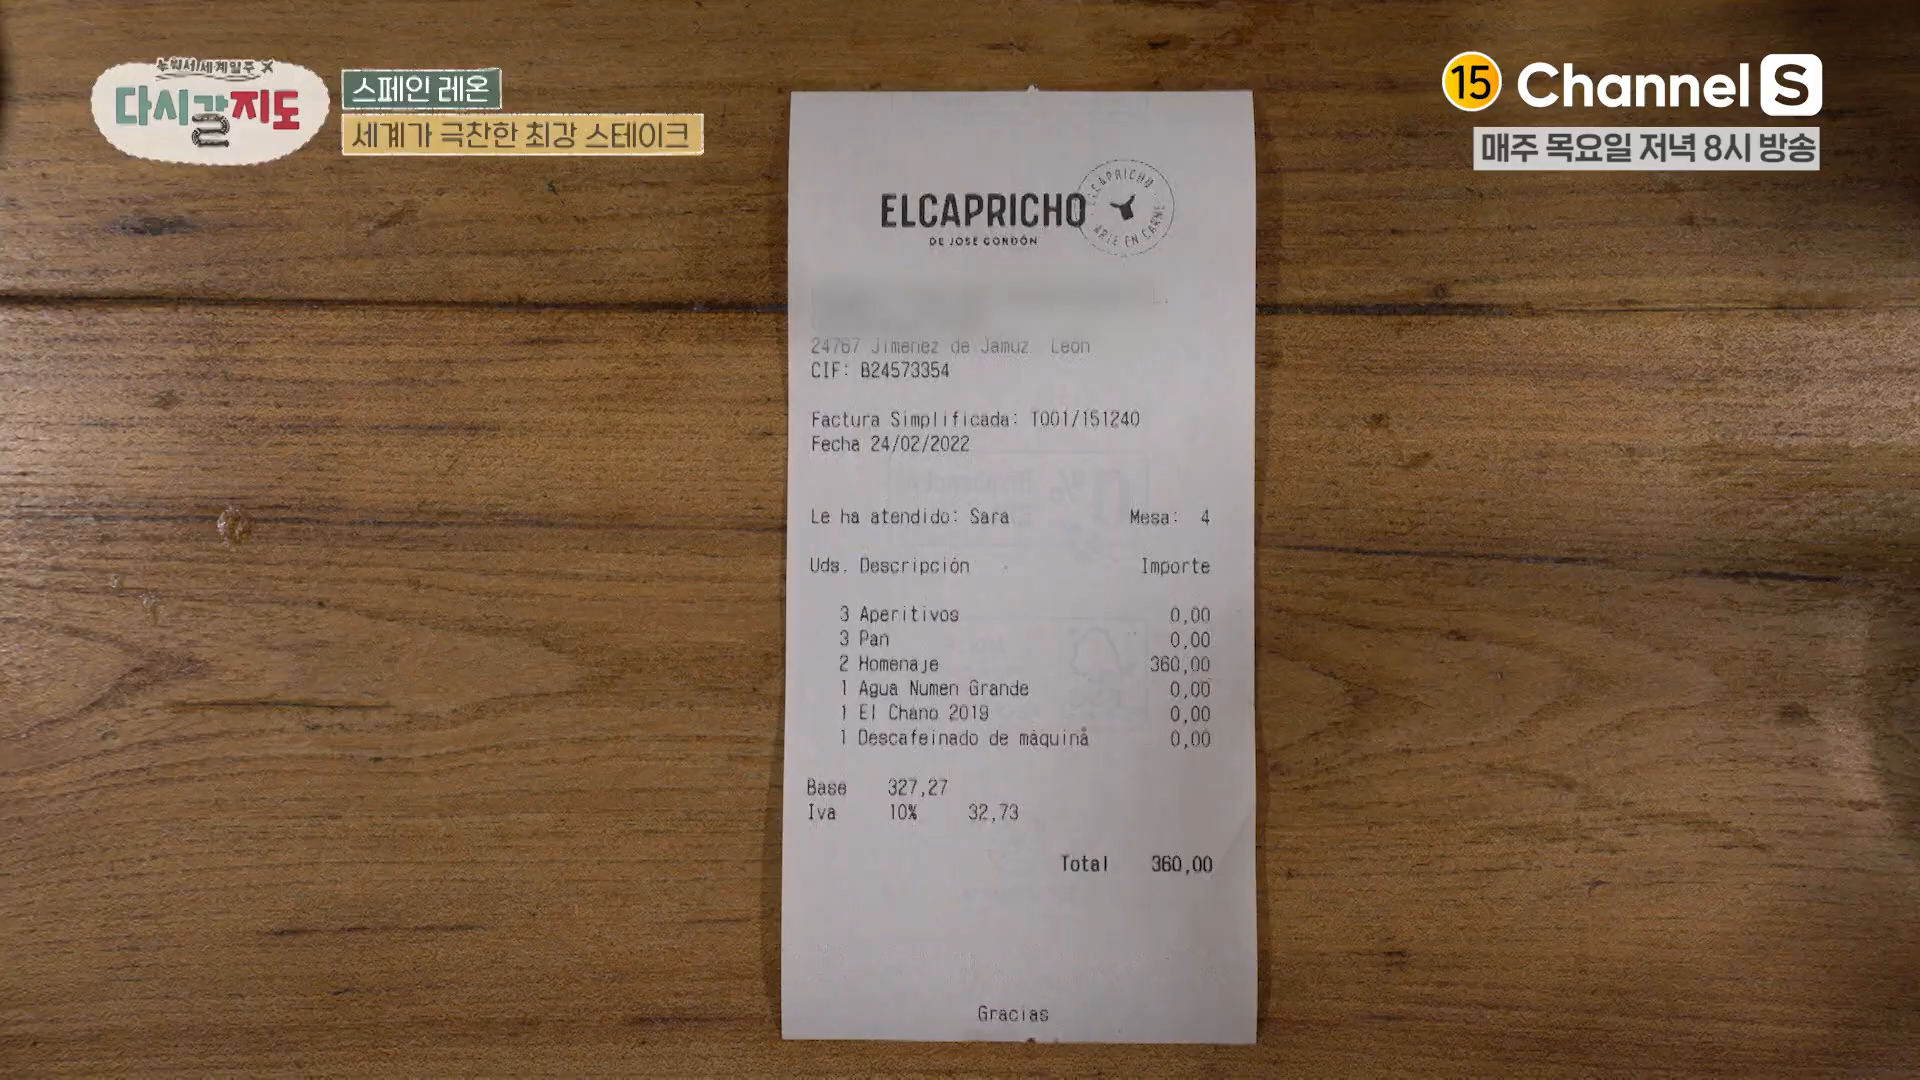 누워서 세계일주
다시갈지도
스페인 레온
세계가 극찬한 최강 스테이크
15 Channel S
매주 목요일 저녁 8시 방송
ELCAPRICHO
DE JOSÉ GORDÓN
ELCAPRICHO
ARTE EN CARNE
24767 Jimenez de Jamuz León
CIF: B24573354
Factura Simplificada: T001/151240
Fecha 24/02/2022
Le ha atendido: Sara Mesa: 4
Uds. Descripción Importe
3 Aperitivos 0,00
3 Pan 0,00
2 Homenaje 360,00
1 Agua Numen Grande 0,00
1 El Chano 2019 0,00
1 Descafeinado de máquina 0,00
Base 327,27
Iva 10% 32,73
Total 360,00
Gracias